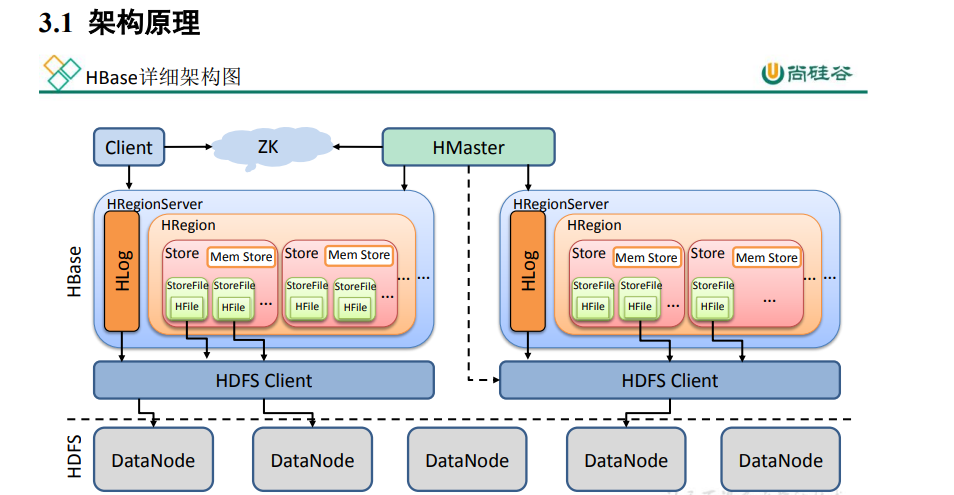 3.1 架构原理
HBase详细架构图
尚硅谷
Client
ZK
HMaster
HBase
HRegionServer
HLog
HRegion
Store
Mem Store
StoreFile
HFile
StoreFile
HFile
...
Store
Mem Store
StoreFile
HFile
StoreFile
HFile
...
...
...
HRegionServer
HLog
HRegion
Store
Mem Store
StoreFile
HFile
StoreFile
HFile
...
Store
Mem Store
StoreFile
HFile
...
...
...
HDFS Client
HDFS Client
HDFS
DataNode
DataNode
DataNode
DataNode
DataNode